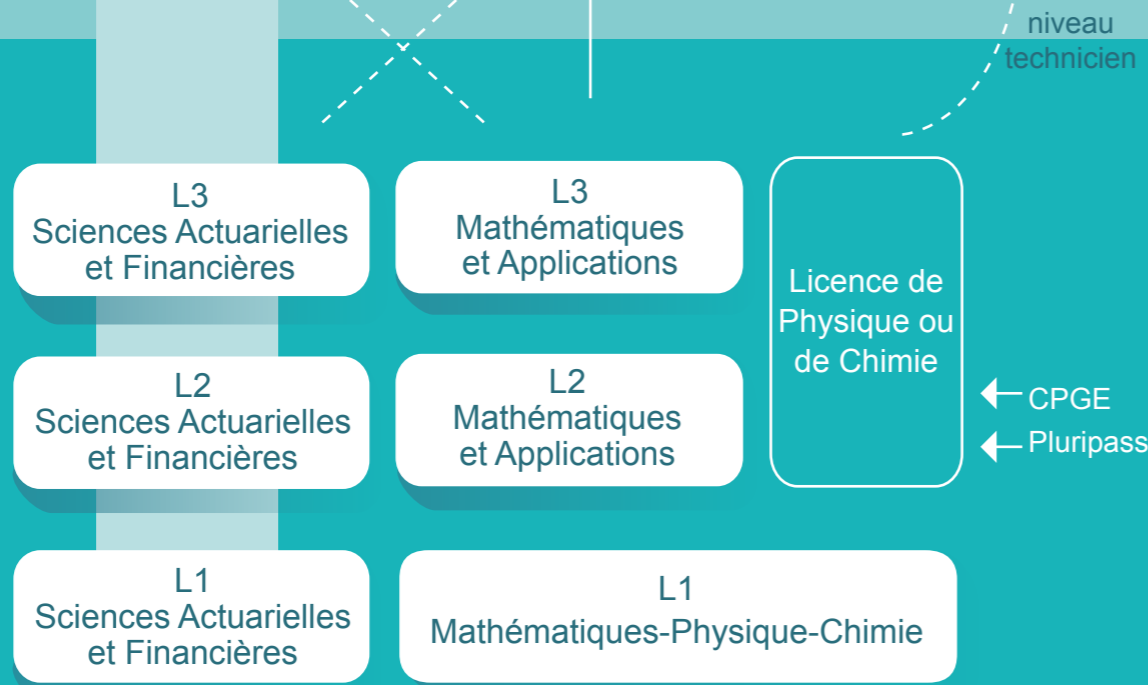 niveau
technicien
L3
Sciences Actuarielles
et Financières
L3
Mathématiques
et Applications
Licence de
Physique ou
de Chimie
L2
Sciences Actuarielles
et Financières
L2
Mathématiques
et Applications
CPGE
Pluripass
L1
Sciences Actuarielles
et Financières
L1
Mathématiques-Physique-Chimie